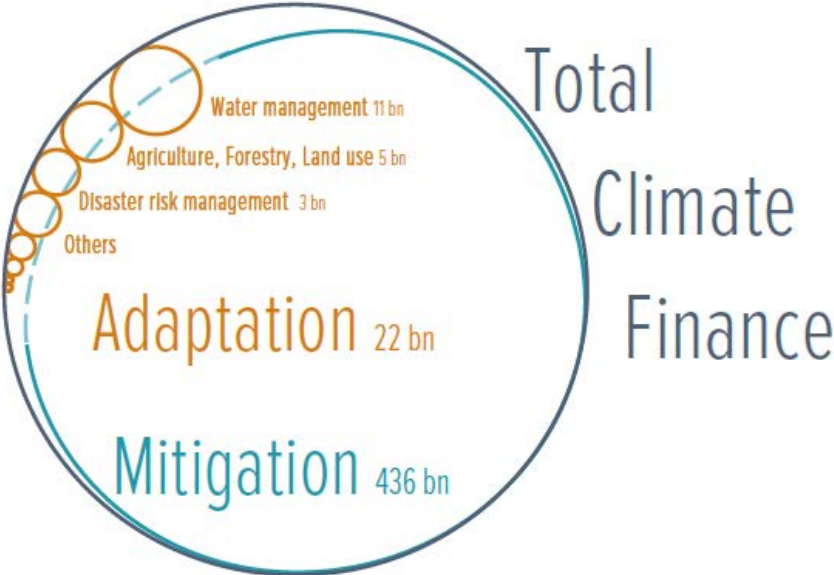 Total
Climate
Finance
Water management 11 bn
Agriculture, Forestry, Land use 5 bn
Disaster risk management 3 bn
Others
Adaptation 22 bn
Mitigation 436 bn